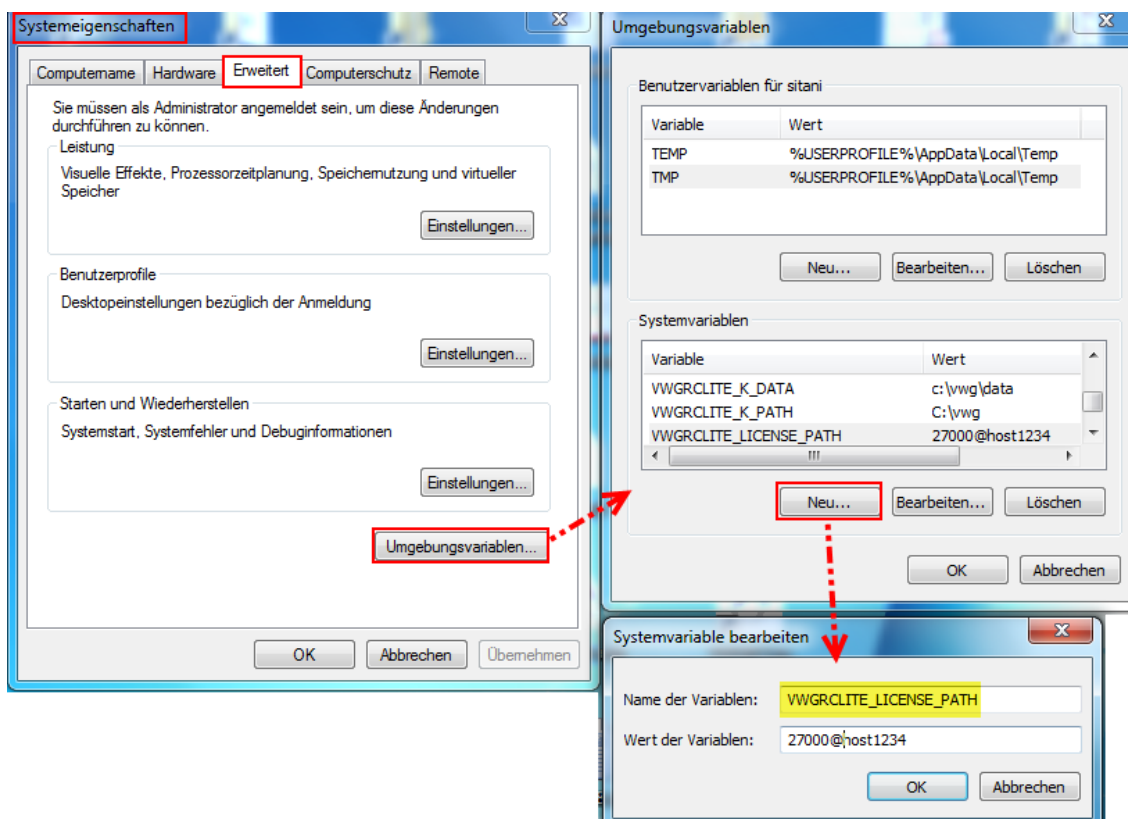 Systemeigenschaften
Computername Hardware Erweitert Computerschutz Remote
Sie müssen als Administrator angemeldet sein, um diese Änderungen
durchführen zu können.
Leistung
Visuelle Effekte, Prozessorzeitplanung, Speichernutzung und virtueller
Speicher
Einstellungen...
Benutzerprofile
Desktopeinstellungen bezüglich der Anmeldung
Einstellungen...
Starten und Wiederherstellen
Systemstart, Systemfehler und Debuginformationen
Einstellungen...
Umgebungsvariablen...
OK Abbrechen Übernehmen
Umgebungsvariablen
Benutzervariablen für sitani
Variable Wert
TEMP %USERPROFILE%\AppData\Local\Temp
TMP %USERPROFILE%\AppData\Local\Temp
Neu... Bearbeiten... Löschen
Systemvariablen
Variable Wert
VWGRCLITE_K_DATA c:\vwg\data
VWGRCLITE_K_PATH C:\vwg
VWGRCLITE_LICENSE_PATH 27000@host1234
Neu... Bearbeiten... Löschen
OK Abbrechen
Systemvariable bearbeiten
Name der Variablen: VWGRCLITE_LICENSE_PATH
Wert der Variablen: 27000@host1234
OK Abbrechen